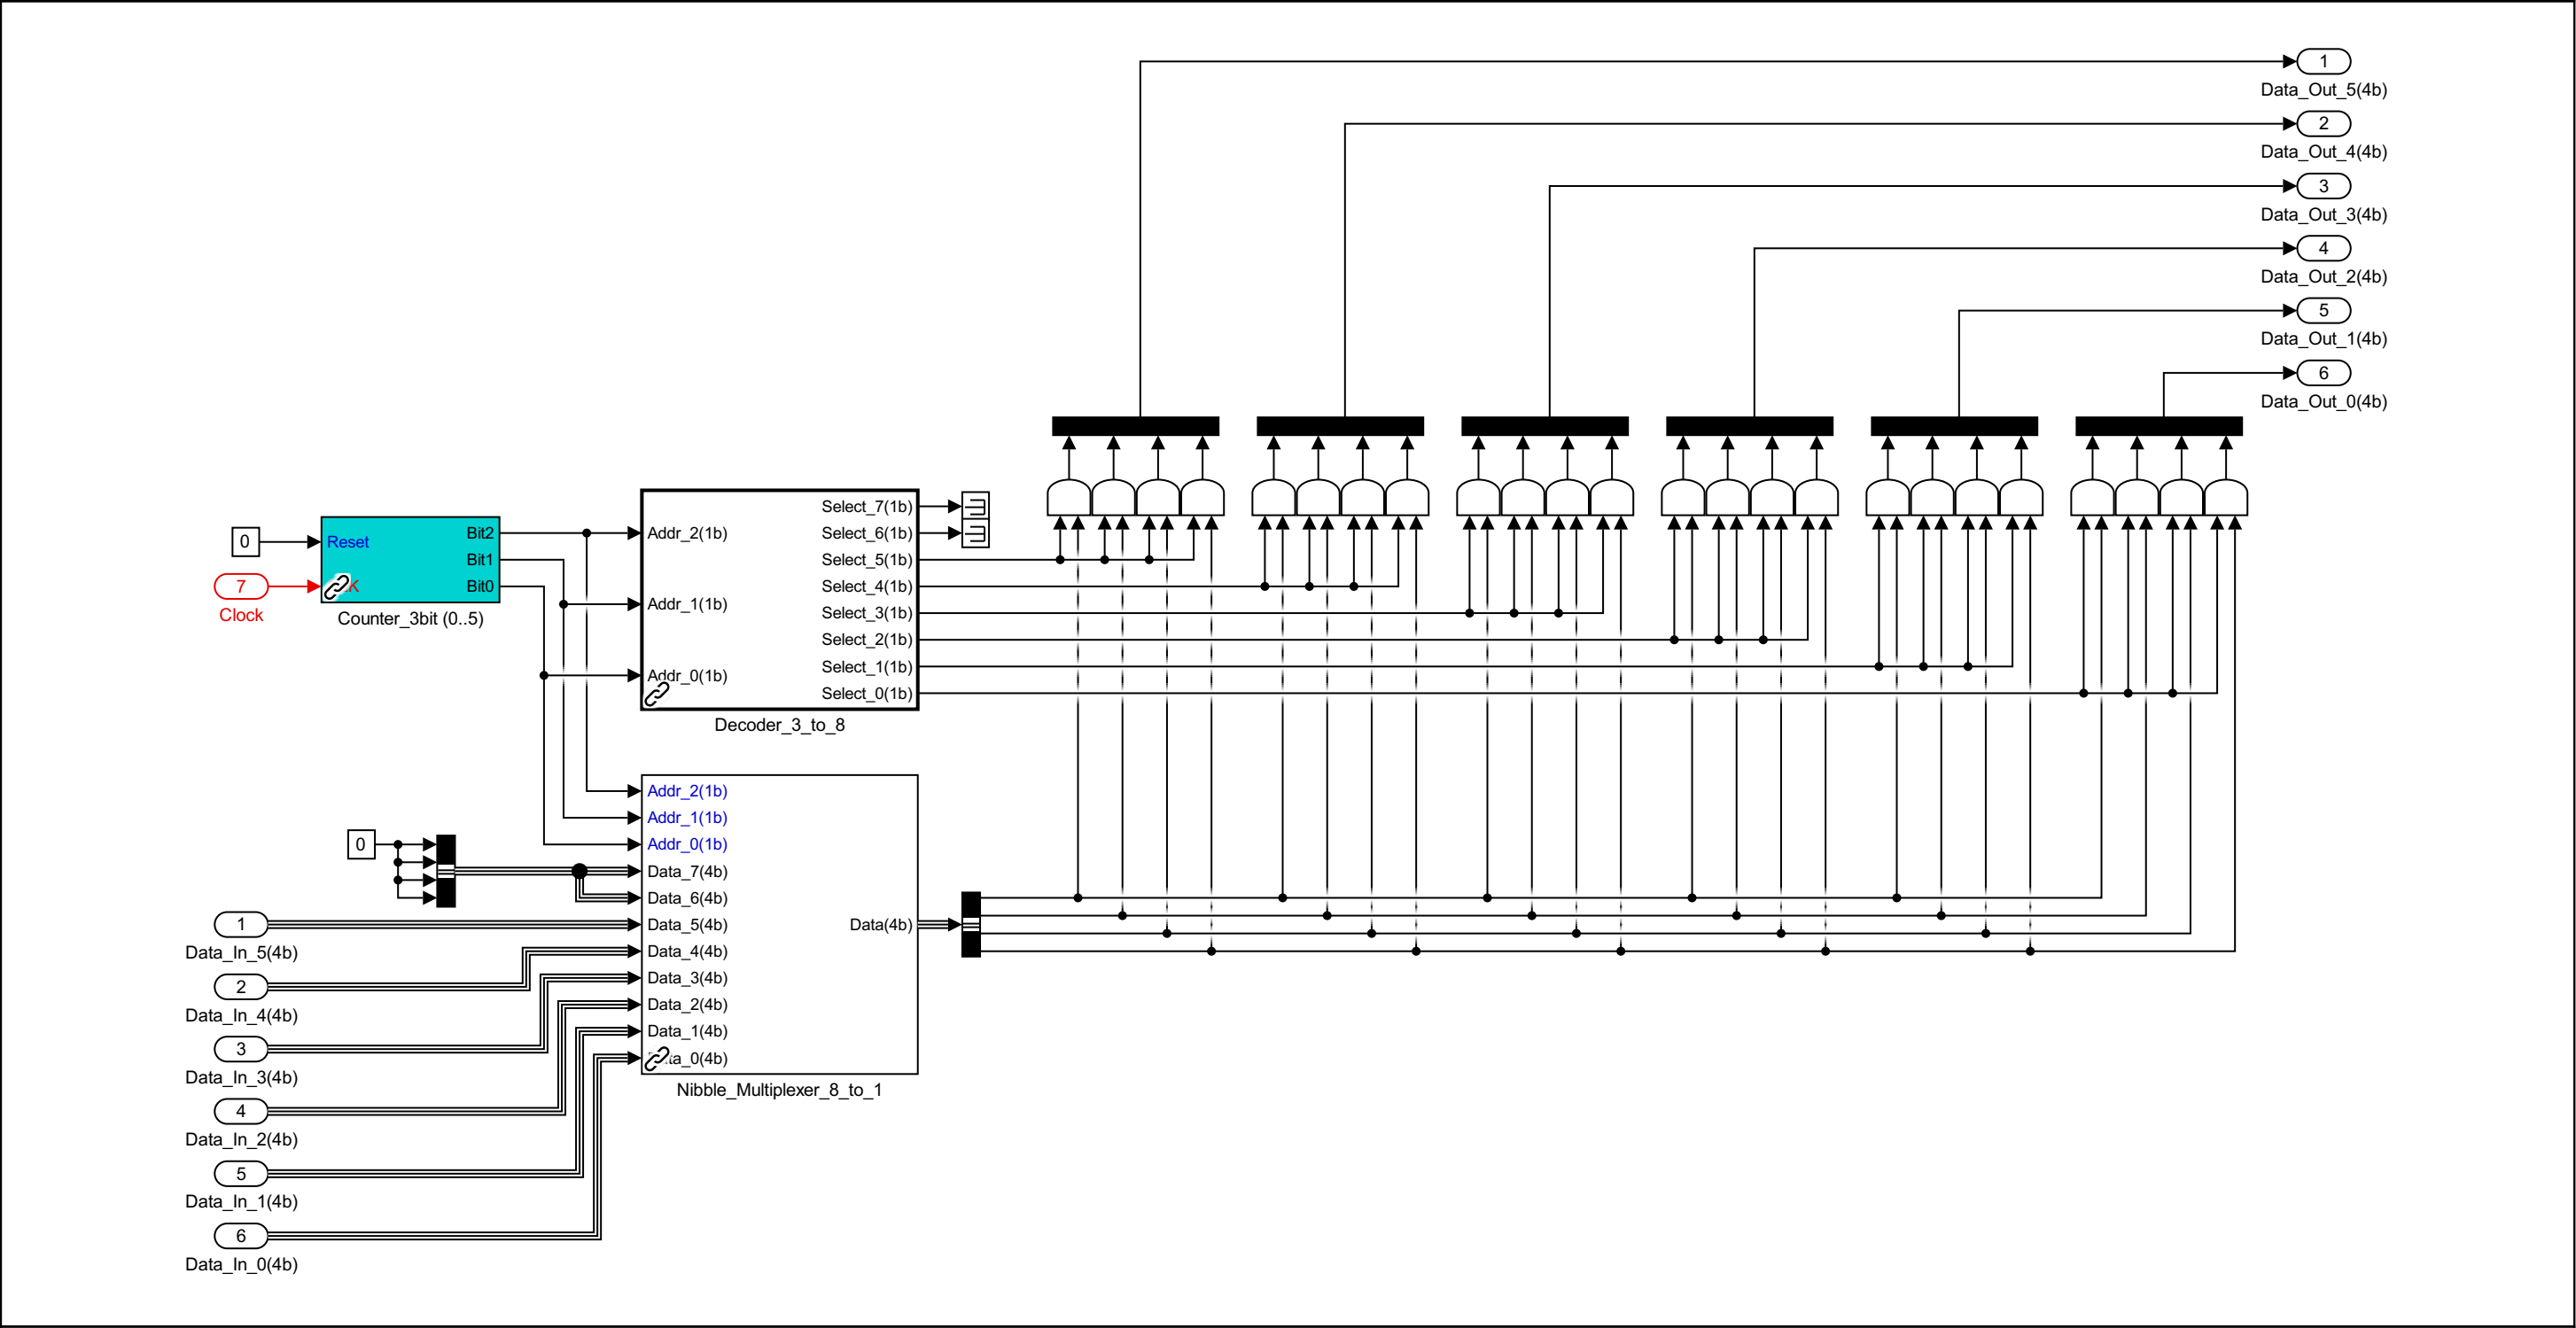 1
Data_Out_5(4b)
2
Data_Out_4(4b)
3
Data_Out_3(4b)
4
Data_Out_2(4b)
5
Data_Out_1(4b)
6
Data_Out_0(4b)
0
Reset
7
K
Clock
Bit2
Bit1
Bit0
Counter_3bit (0..5)
Addr_2(1b)
Addr_1(1b)
Addr_0(1b)
Select_7(1b)
Select_6(1b)
Select_5(1b)
Select_4(1b)
Select_3(1b)
Select_2(1b)
Select_1(1b)
Select_0(1b)
Decoder_3_to_8
0
Addr_2(1b)
Addr_1(1b)
Addr_0(1b)
Data_7(4b)
Data_6(4b)
Data_5(4b)
Data_4(4b)
Data_3(4b)
Data_2(4b)
Data_1(4b)
ta_0(4b)
Data(4b)
Nibble_Multiplexer_8_to_1
1
Data_In_5(4b)
2
Data_In_4(4b)
3
Data_In_3(4b)
4
Data_In_2(4b)
5
Data_In_1(4b)
6
Data_In_0(4b)